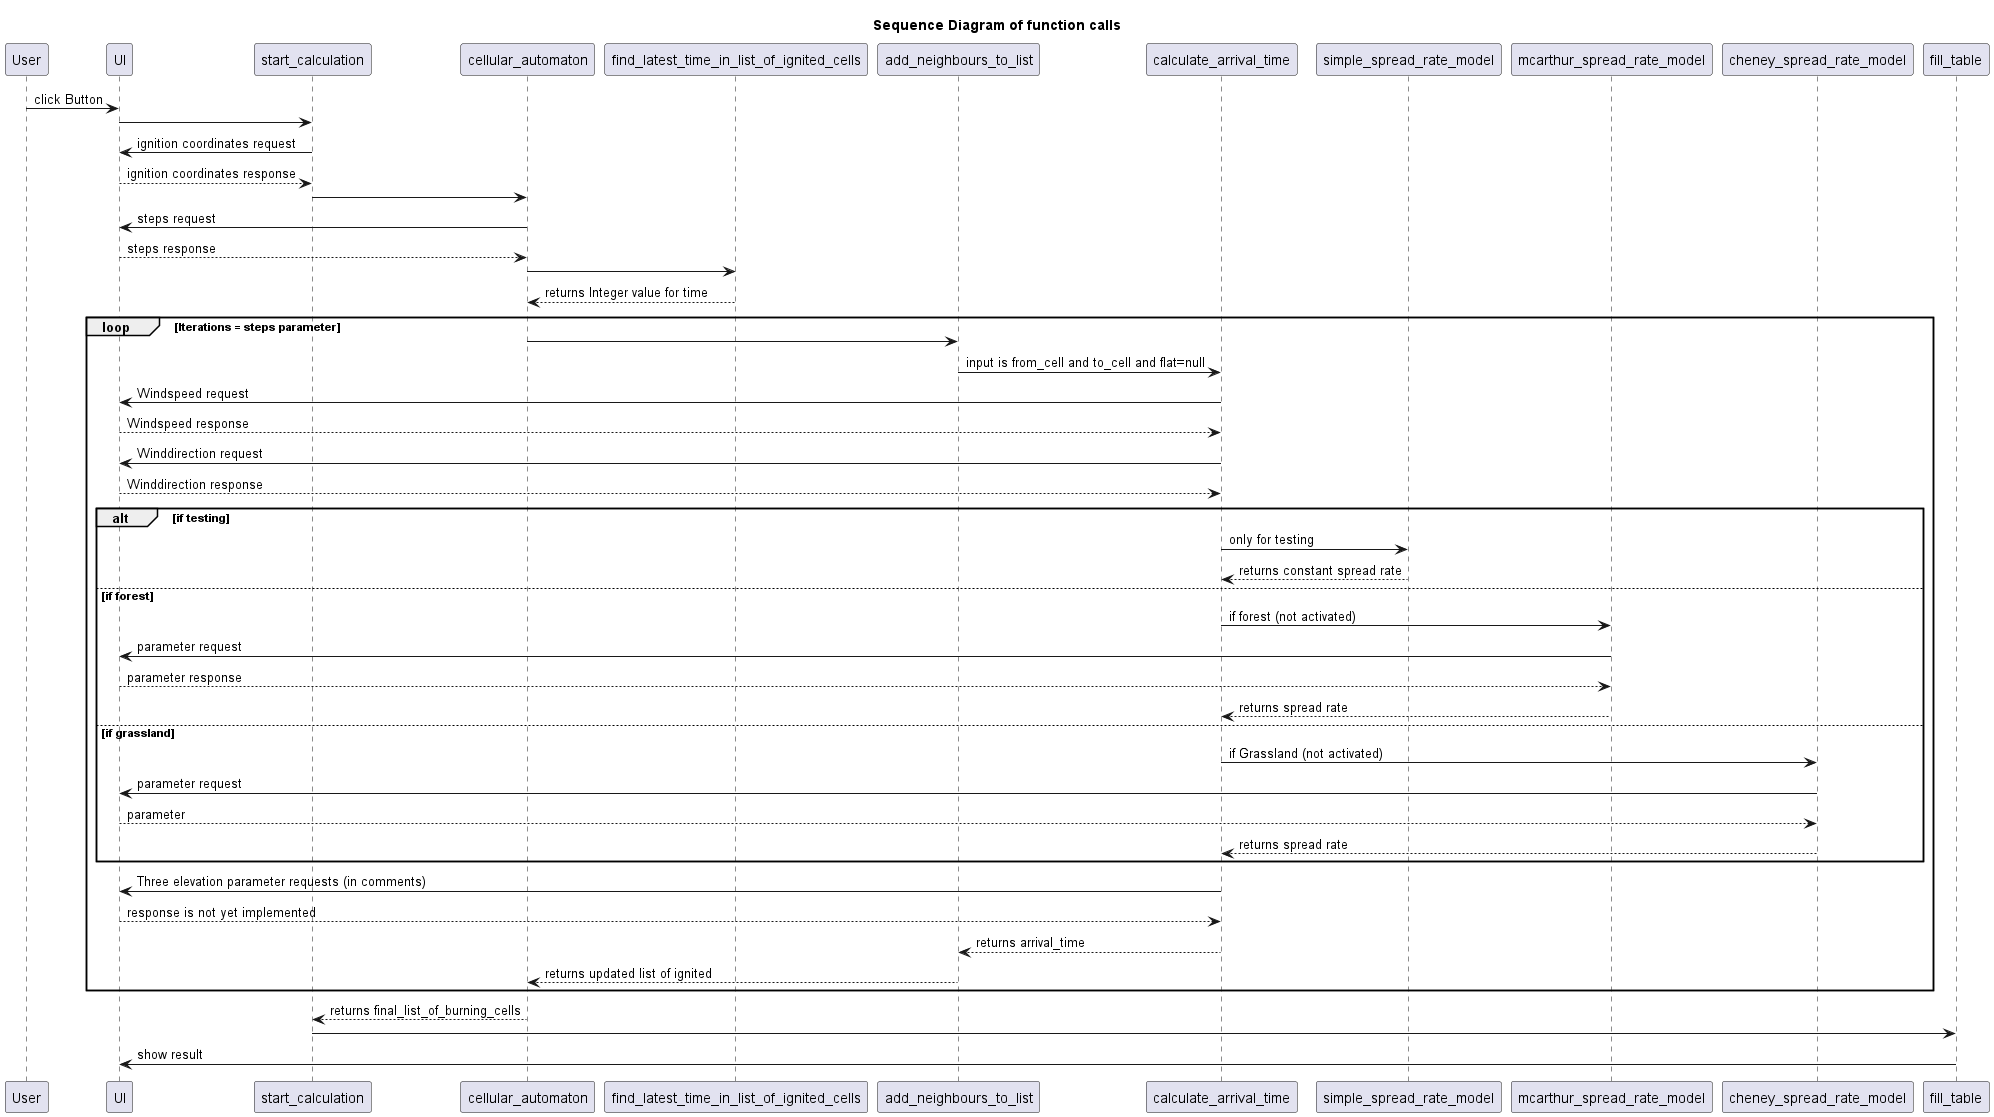 Sequence Diagram of function calls
User
UI
start_calculation
cellular_automaton
find_latest_time_in_list_of_ignited_cells
add_neighbours_to_list
calculate_arrival_time
simple_spread_rate_model
mcarthur_spread_rate_model
cheney_spread_rate_model
fill_table
click Button
ignition coordinates request
ignition coordinates response
steps request
steps response
returns Integer value for time
loop [Iterations = steps parameter]
input is from_cell and to_cell and flat=null
Windspeed request
Windspeed response
Winddirection request
Winddirection response
alt [if testing]
only for testing
returns constant spread rate
[if forest]
if forest (not activated)
parameter request
parameter response
returns spread rate
[if grassland]
if Grassland (not activated)
parameter request
parameter
returns spread rate
Three elevation parameter requests (in comments)
response is not yet implemented
returns arrival_time
returns updated list of ignited
returns final_list_of_burning_cells
show result
User
UI
start_calculation
cellular_automaton
find_latest_time_in_list_of_ignited_cells
add_neighbours_to_list
calculate_arrival_time
simple_spread_rate_model
mcarthur_spread_rate_model
cheney_spread_rate_model
fill_table